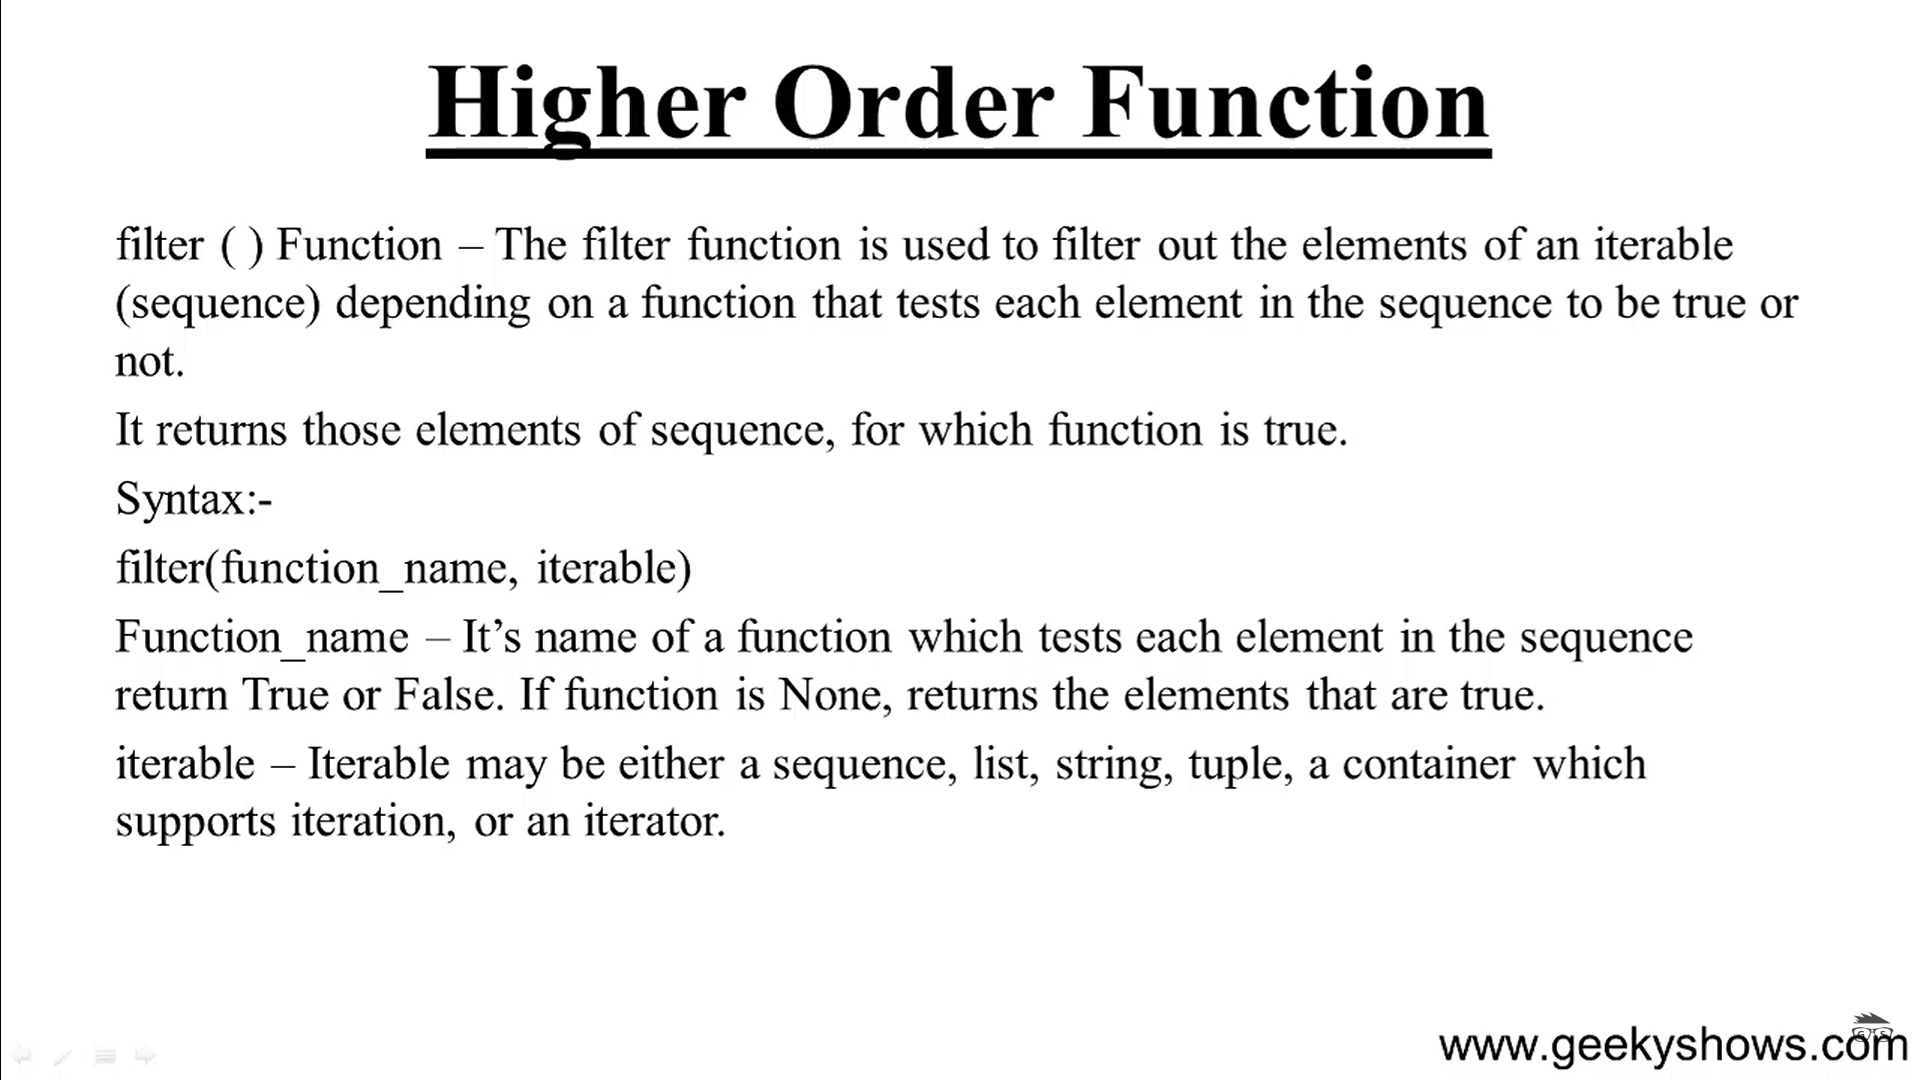 Higher Order Function
filter ( ) Function – The filter function is used to filter out the elements of an iterable
(sequence) depending on a function that tests each element in the sequence to be true or
not.
It returns those elements of sequence, for which function is true.
Syntax:-
filter(function_name, iterable)
Function_name – It’s name of a function which tests each element in the sequence
return True or False. If function is None, returns the elements that are true.
iterable – Iterable may be either a sequence, list, string, tuple, a container which
supports iteration, or an iterator.
GS
www.geekyshows.com